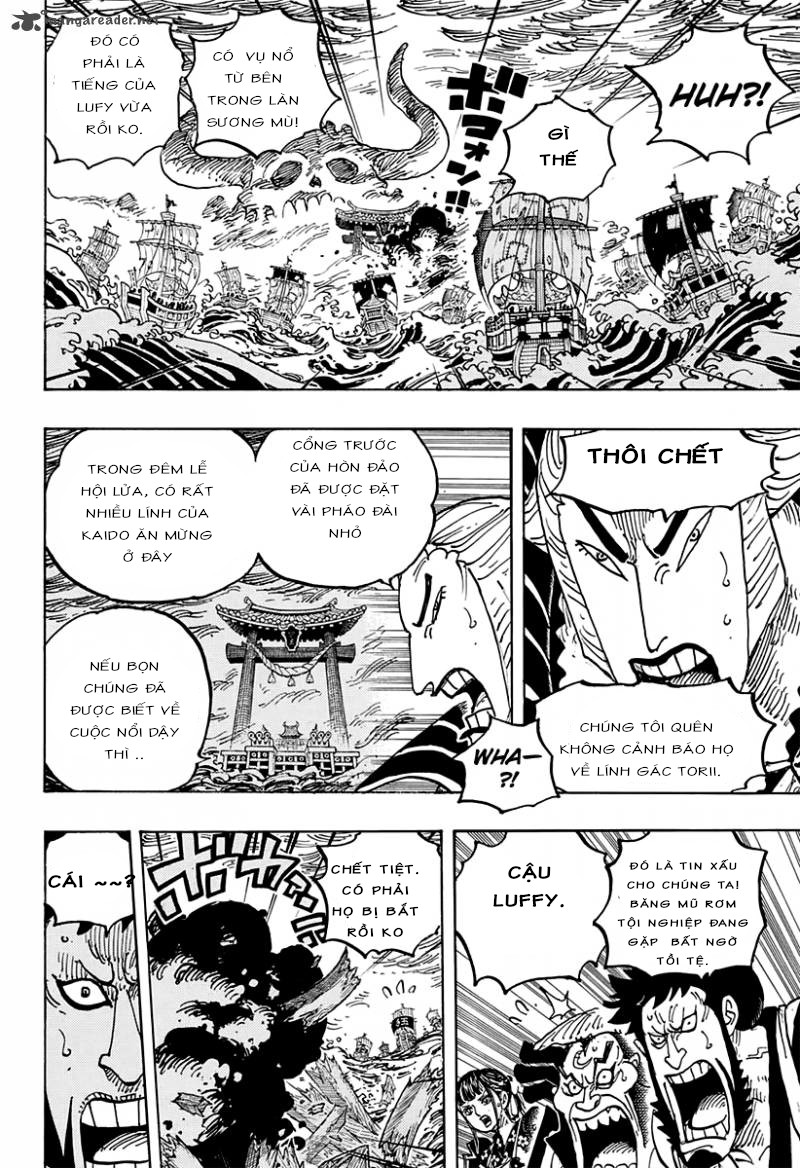 mangareader.net
HUH?!
GÌ
THẾ
ボコォン!!
CÓ VỤ NỔ
TỪ BÊN
TRONG LÀN
SƯƠNG MÙ!
ĐÓ CÓ
PHẢI LÀ
TIẾNG CỦA
LUFY VỪA
RỒI KO.
THÔI CHẾT
CHÚNG TÔI QUÊN
KHÔNG CẢNH BÁO HỌ
VỀ LÍNH GÁC TORII.
CỔNG TRƯỚC
CỦA HÒN ĐẢO
ĐÃ ĐƯỢC ĐẶT
VÀI PHÁO ĐÀI
NHỎ
TRONG ĐÊM LỄ
HỘI LỬA, CÓ RẤT
NHIỀU LÍNH CỦA
KAIDO ĂN MỪNG
Ở ĐÂY
NẾU BỌN
CHÚNG ĐÃ
ĐƯỢC BIẾT VỀ
CUỘC NỔI DẬY
THÌ ..
WHA—
?!
ĐÓ LÀ TIN XẤU
CHO CHÚNG TA!
BĂNG MŨ RƠM
TỘI NGHIỆP ĐANG
GẶP BẤT NGỜ
TỒI TỆ.
CẬU
LUFFY.
CHẾT TIỆT.
CÓ PHẢI
HỌ BỊ BẮT
RỒI KO
CÁI ~~?